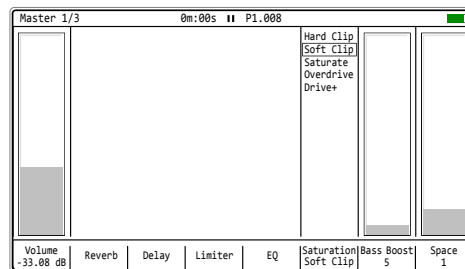 Master 1/3 0m:00s P1.008
Hard Clip
Soft Clip
Saturate
Overdrive
Drive+
Volume
-33.08 dB
Reverb
Delay
Limiter
EQ
Saturation
Soft Clip
Bass Boost
5
Space
1